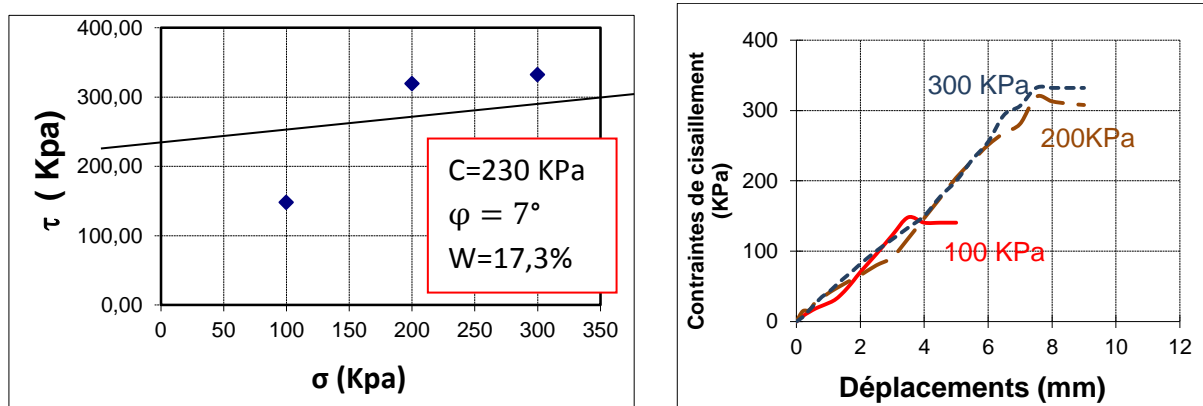 400,00
300,00
200,00
100,00
0,00
τ ( Kpa)
0 50 100 150 200 250 300 350
σ (Kpa)
C=230 KPa
φ = 7°
W=17,3%
400
300
200
100
0
Contraintes de cisaillement
(KPa)
300 KPa
200KPa
100 KPa
0 2 4 6 8 10 12
Déplacements (mm)